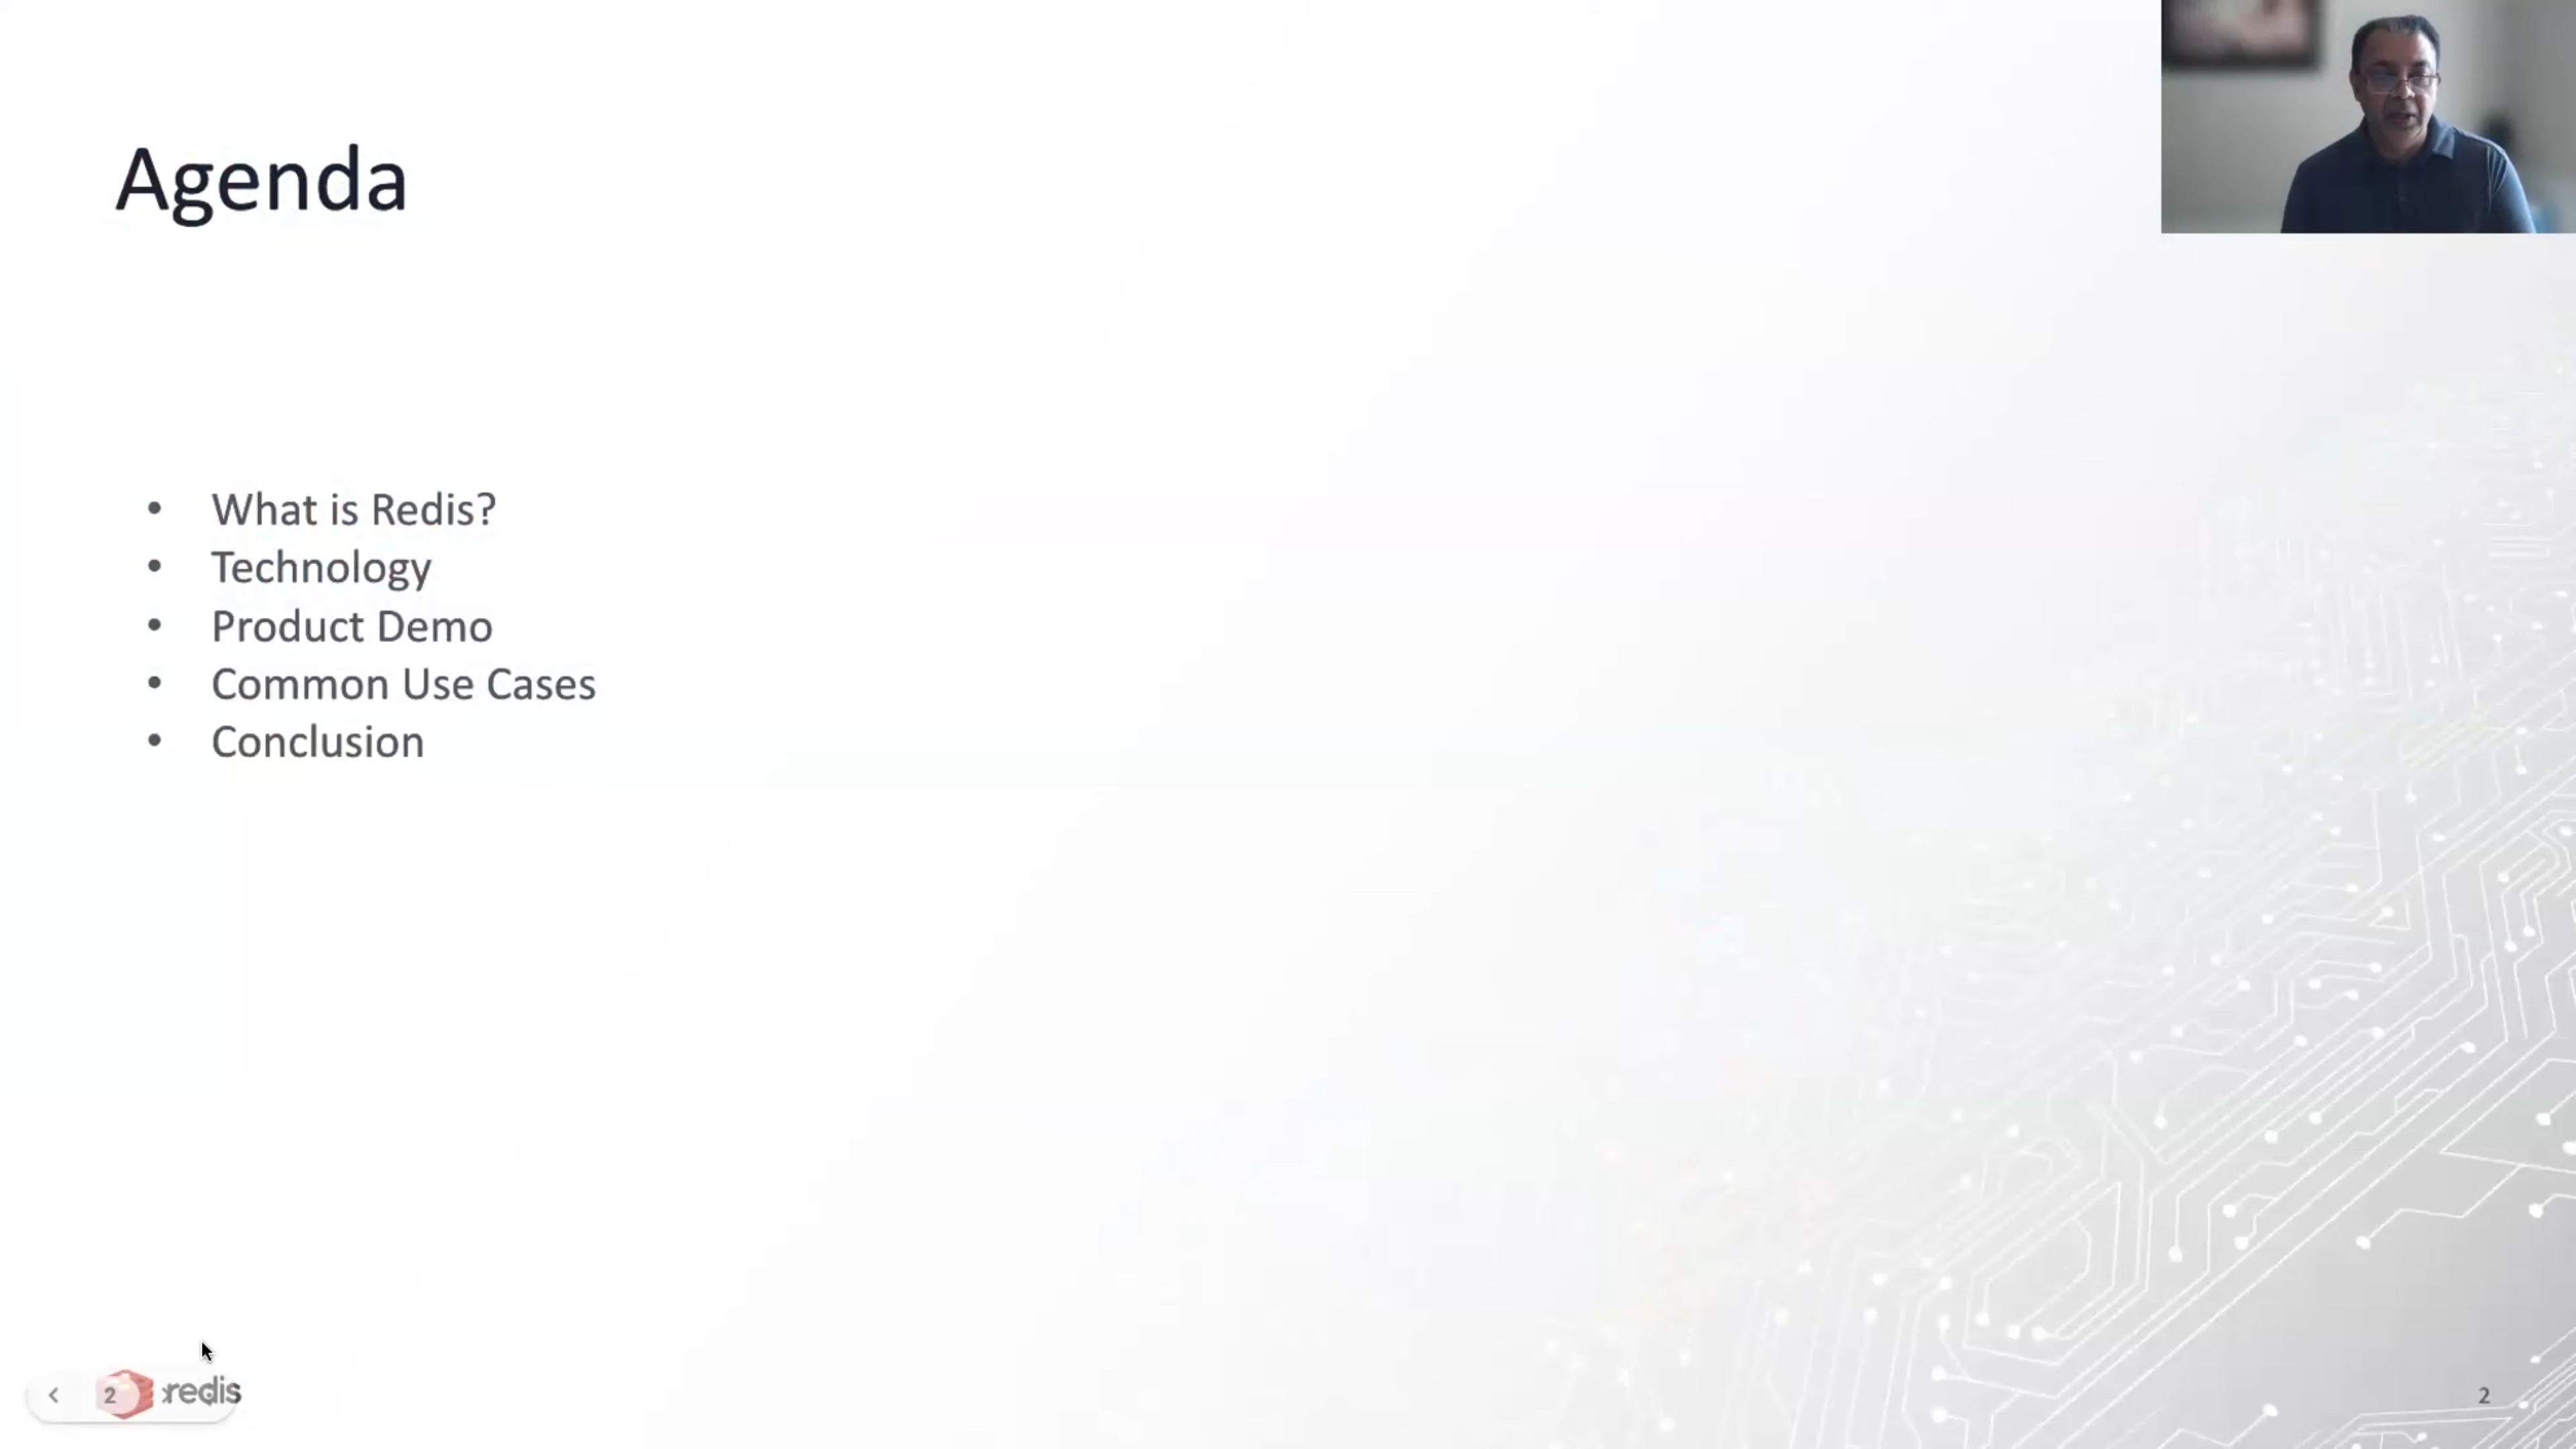 Agenda
• What is Redis?
• Technology
• Product Demo
• Common Use Cases
• Conclusion
2
redis
2